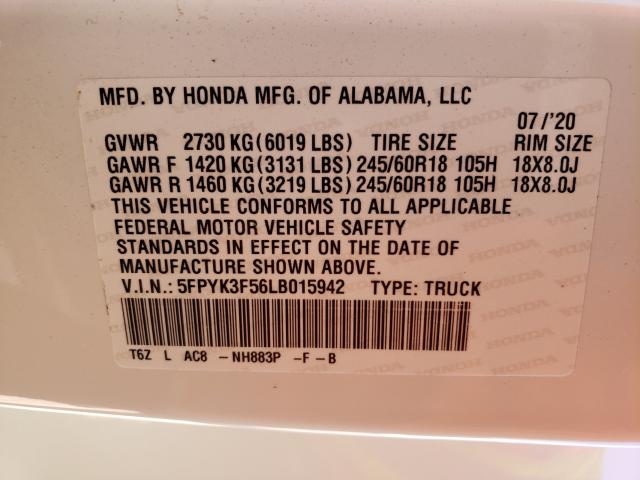 MFD. BY HONDA MFG. OF ALABAMA, LLC
07/'20
GVWR 2730 KG(6019 LBS) TIRE SIZE RIM SIZE
GAWR F 1420 KG(3131 LBS) 245/60R18 105H 18X8.0J
GAWR R 1460 KG(3219 LBS) 245/60R18 105H 18X8.0J
THIS VEHICLE CONFORMS TO ALL APPLICABLE
FEDERAL MOTOR VEHICLE SAFETY
STANDARDS IN EFFECT ON THE DATE OF
MANUFACTURE SHOWN ABOVE.
V.I.N.: 5FPYK3F56LB015942 TYPE: TRUCK
T6Z L AC8 - NH883P -F-B